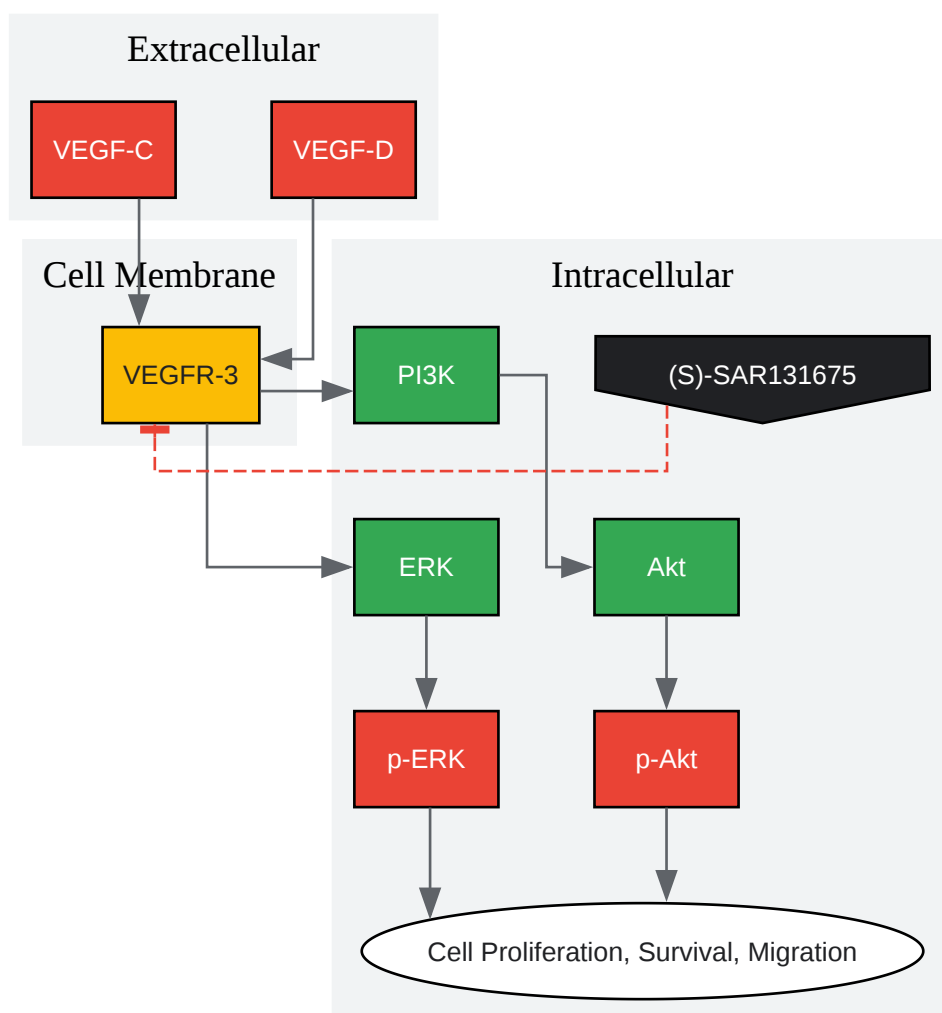 Extracellular
VEGF-C
VEGF-D
Cell Membrane
Intracellular
VEGFR-3
PI3K
(S)-SAR131675
ERK
Akt
p-ERK
p-Akt
Cell Proliferation, Survival, Migration